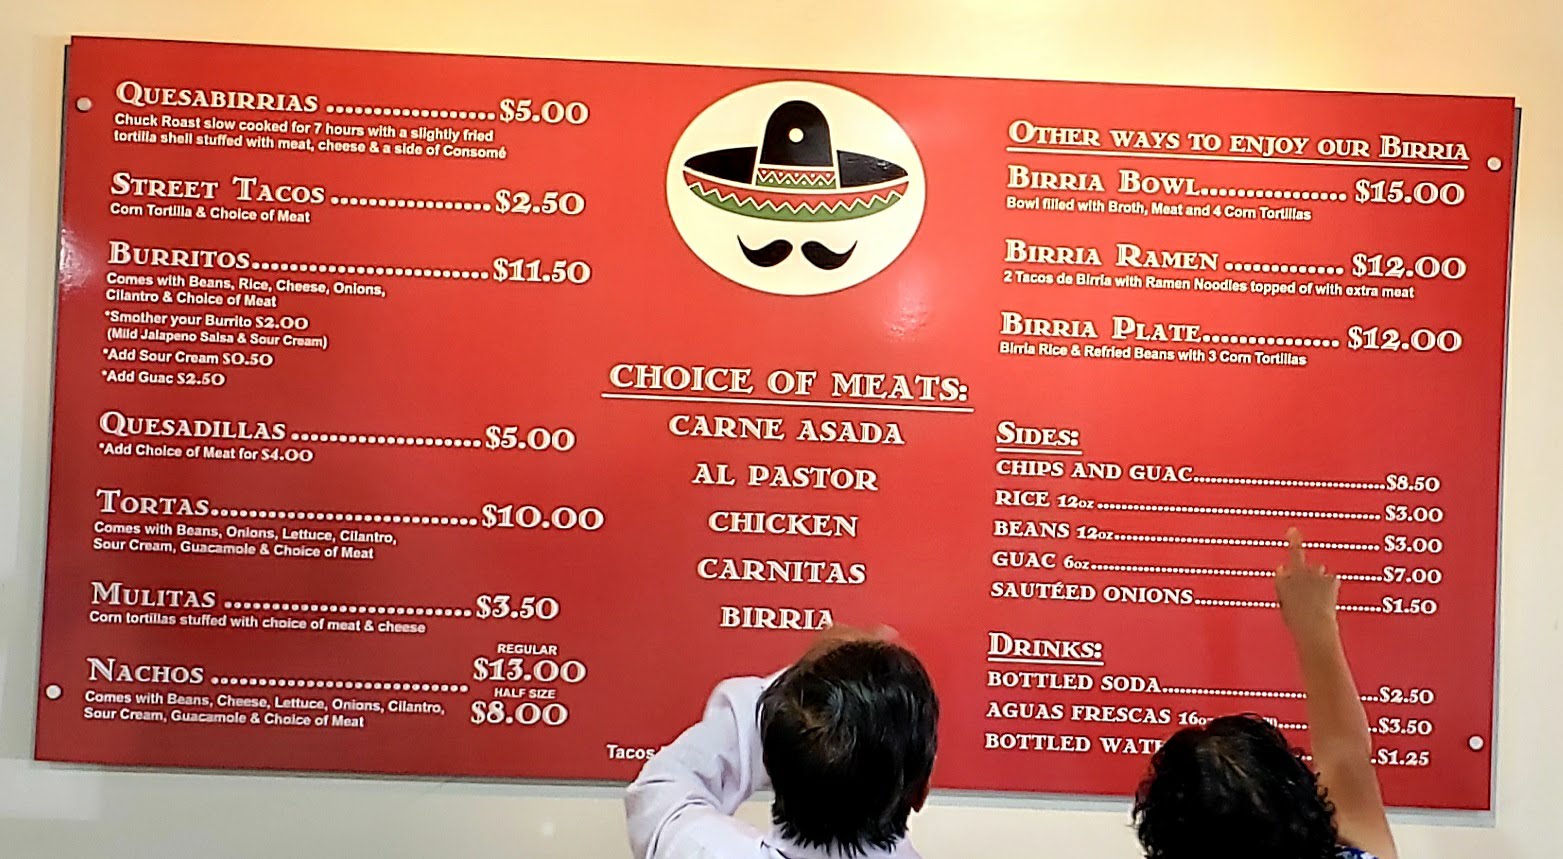 QUESABIRRIAS ................. $5.00
Chuck Roast slow cooked for 7 hours with a slightly fried
tortilla shell stuffed with meat, cheese & a side of Consomé
STREET TACOS ................. $2.50
Corn Tortilla & Choice of Meat
BURRITOS......................... $11.50
Comes with Beans, Rice, Cheese, Onions,
Cilantro & Choice of Meat
*Smother your Burrito $2.00
(Mild Jalapeno Salsa & Sour Cream)
*Add Sour Cream $0.50
*Add Guac $2.50
QUESADILLAS .................... $5.00
*Add Choice of Meat for $4.00
TORTAS............................ $10.00
Comes with Beans, Onions, Lettuce, Cilantro,
Sour Cream, Guacamole & Choice of Meat
MULITAS .......................... $3.50
Corn tortillas stuffed with choice of meat & cheese
REGULAR
NACHOS ........................... $13.00
HALF SIZE
$8.00
Comes with Beans, Cheese, Lettuce, Onions, Cilantro,
Sour Cream, Guacamole & Choice of Meat
CHOICE OF MEATS:
CARNE ASADA
AL PASTOR
CHICKEN
CARNITAS
BIRRIA
Tacos
OTHER WAYS TO ENJOY OUR BIRRIA
BIRRIA BOWL................ $15.00
Bowl filled with Broth, Meat and 4 Corn Tortillas
BIRRIA RAMEN ............. $12.00
2 Tacos de Birria with Ramen Noodles topped of with extra meat
BIRRIA PLATE............... $12.00
Birria Rice & Refried Beans with 3 Corn Tortillas
SIDES:
CHIPS AND GUAC................................ $8.50
RICE 12oz ............................................... $3.00
BEANS 12oz............................................ $3.00
GUAC 6oz................................................ $7.00
SAUTÉED ONIONS................................ $1.50
DRINKS:
BOTTLED SODA..................................... $2.50
AGUAS FRESCAS 16oz ........................ $3.50
BOTTLED ... $1.25